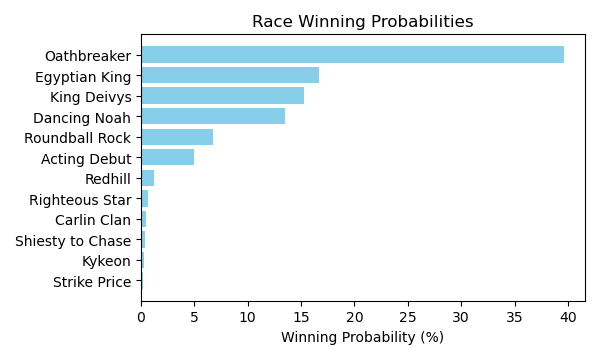 Race Winning Probabilities
Oathbreaker
Egyptian King
King Deivys
Dancing Noah
Roundball Rock
Acting Debut
Redhill
Righteous Star
Carlin Clan
Shiesty to Chase
Kykeon
Strike Price
0 5 10 15 20 25 30 35 40
Winning Probability (%)